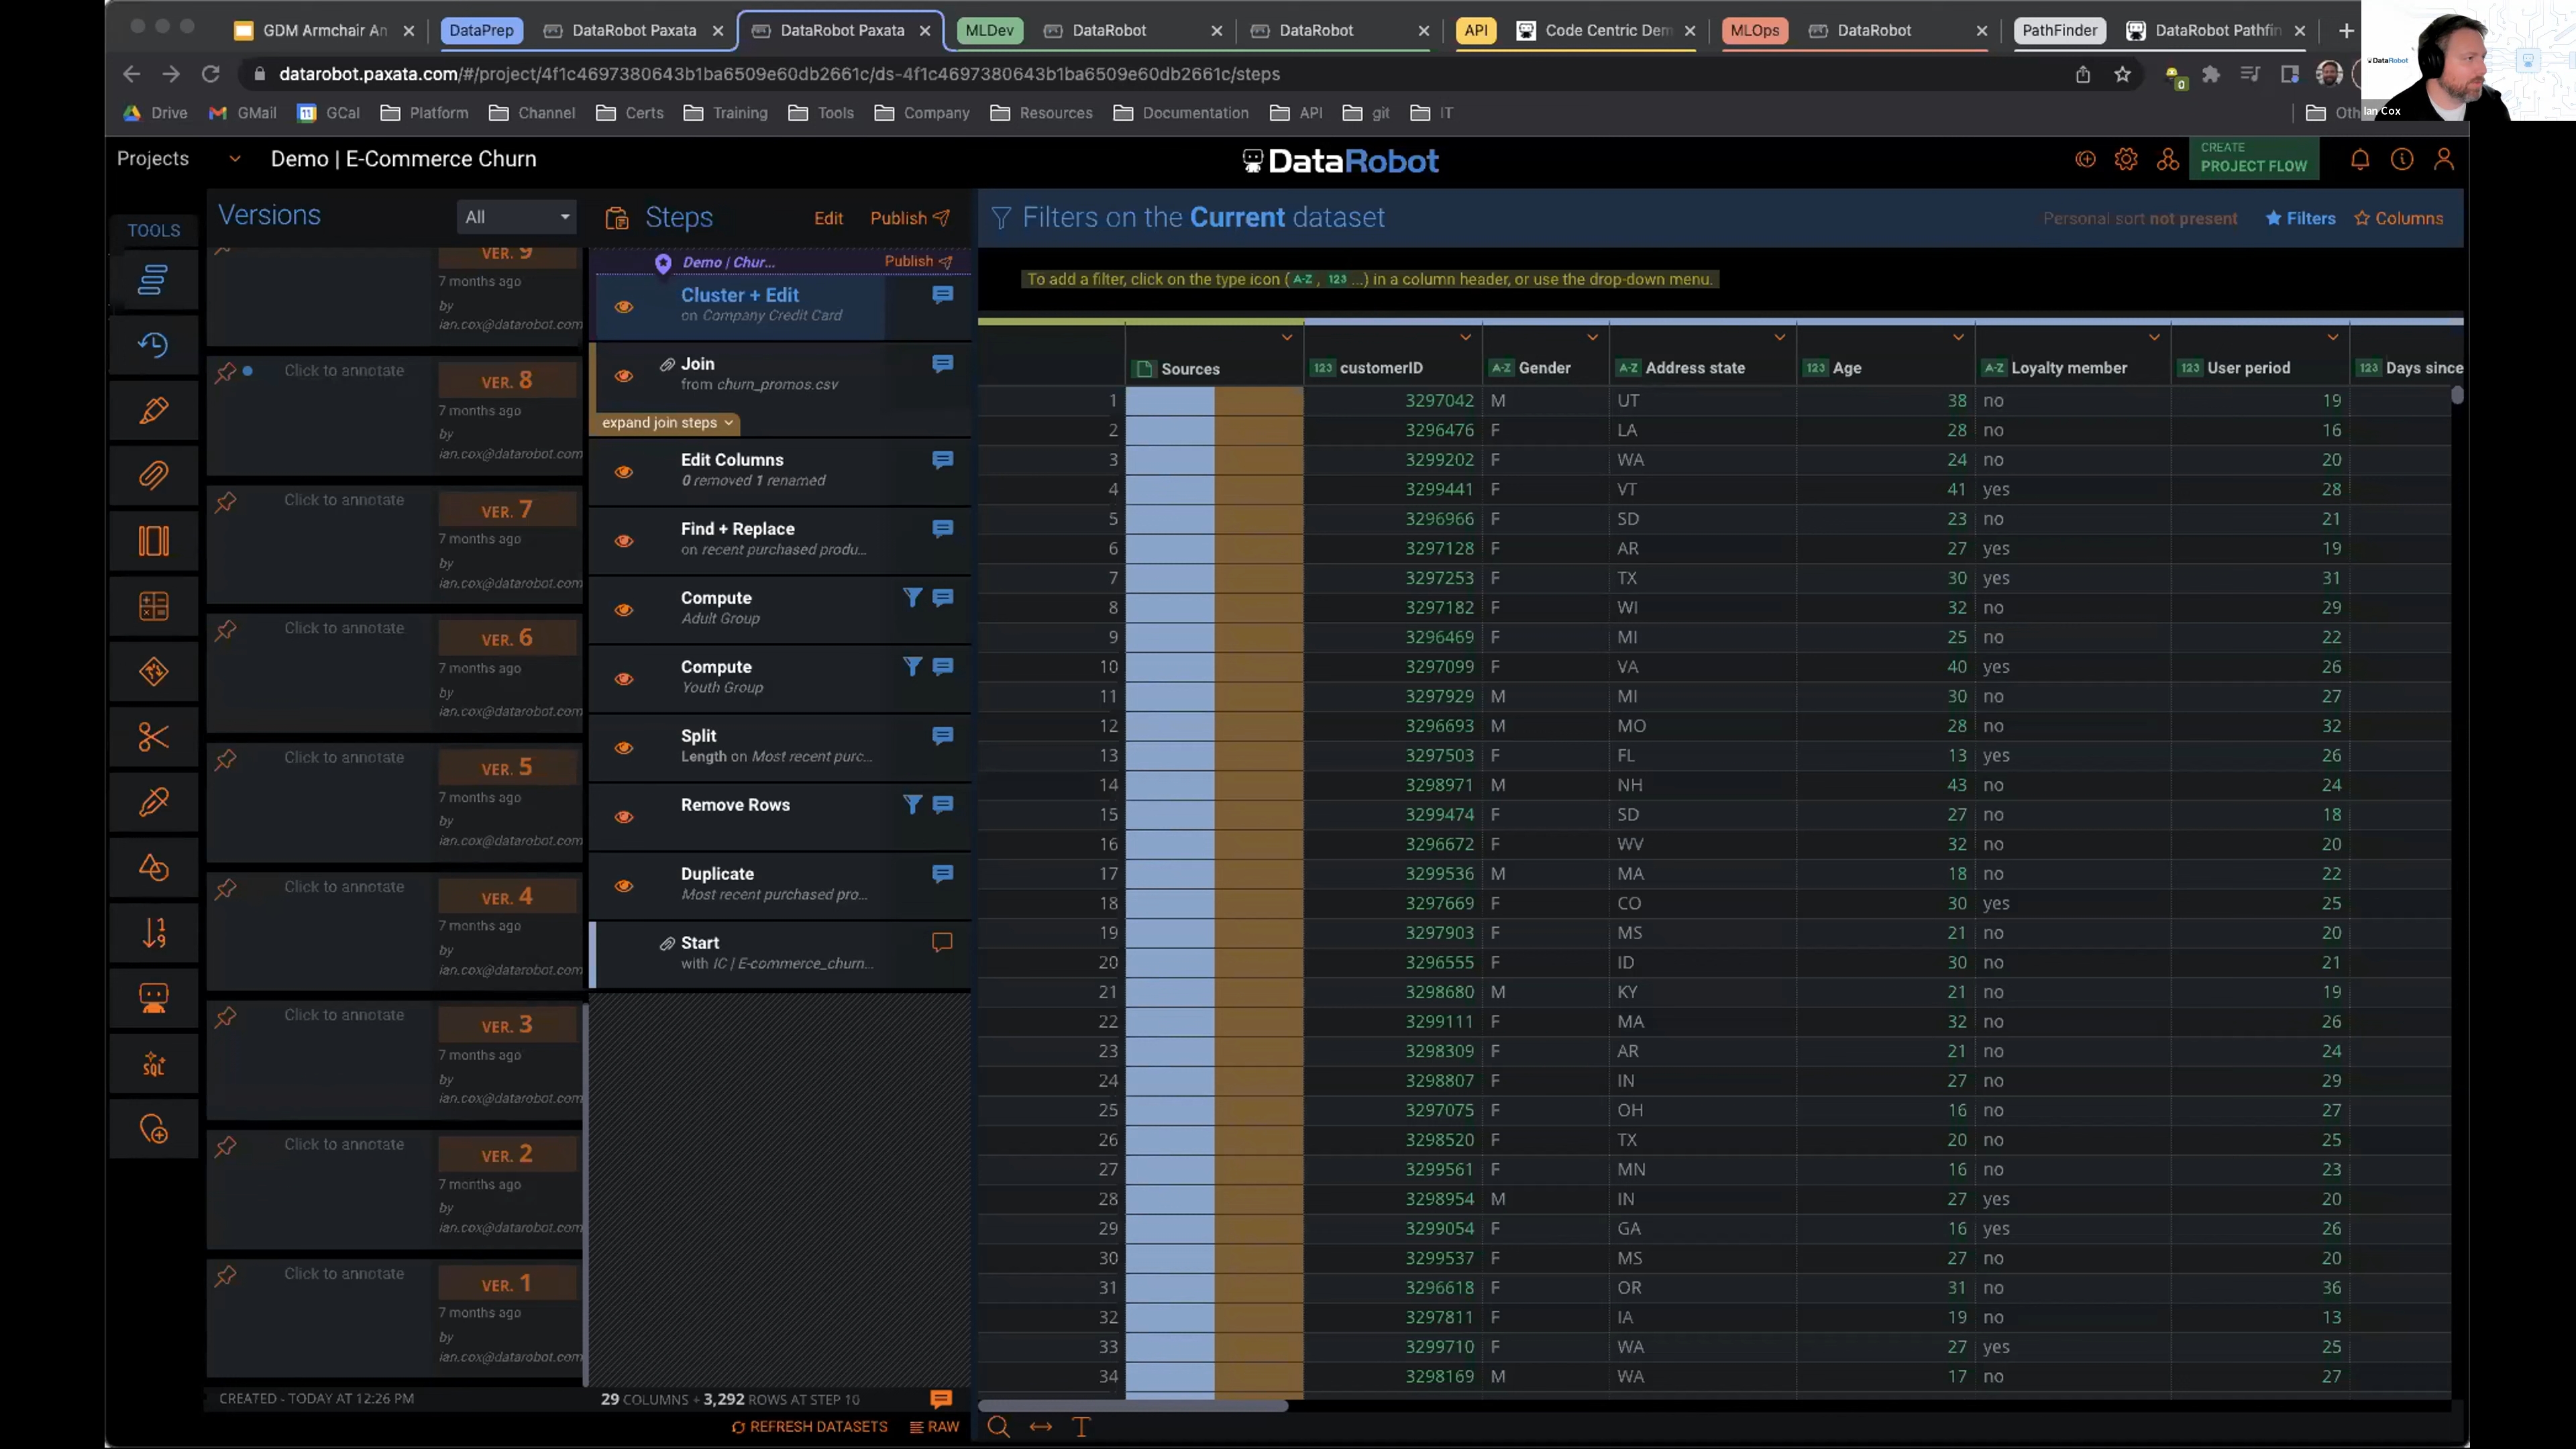 GDM Armchair An
DataPrep
DataRobot Paxata
DataRobot Paxata
MLDev
DataRobot
DataRobot
API
Code Centric Dem
MLOps
DataRobot
PathFinder
DataRobot Pathfin
datarobot.paxata.com/#/project/4f1c4697380643b1ba6509e60db2661c/ds-4f1c4697380643b1ba6509e60db2661c/steps
Drive GMail GCal Platform Channel Certs Training Tools Company Resources Documentation API git IT Oth
DataRobot
Ian Cox
Projects
Demo | E-Commerce Churn
DataRobot
CREATE
PROJECT FLOW
TOOLS
Versions
All
VER. 9
7 months ago
by
ian.cox@datarobot.com
Click to annotate
VER. 8
7 months ago
by
ian.cox@datarobot.com
Click to annotate
VER. 7
7 months ago
by
ian.cox@datarobot.com
Click to annotate
VER. 6
7 months ago
by
ian.cox@datarobot.com
Click to annotate
VER. 5
7 months ago
by
ian.cox@datarobot.com
Click to annotate
VER. 4
7 months ago
by
ian.cox@datarobot.com
Click to annotate
VER. 3
7 months ago
by
ian.cox@datarobot.com
Click to annotate
VER. 2
7 months ago
by
ian.cox@datarobot.com
Click to annotate
VER. 1
7 months ago
by
ian.cox@datarobot.com
CREATED - TODAY AT 12:26 PM
SQL
Steps
Edit
Publish
Demo | Chur...
Publish
Cluster + Edit
on Company Credit Card
Join
from churn_promos.csv
expand join steps
Edit Columns
0 removed 1 renamed
Find + Replace
on recent purchased produ...
Compute
Adult Group
Compute
Youth Group
Split
Length on Most recent purc...
Remove Rows
Duplicate
Most recent purchased pro...
Start
with IC | E-commerce_churn...
29 COLUMNS + 3,292 ROWS AT STEP 10
REFRESH DATASETS
RAW
Filters on the Current dataset
Personal sort not present
Filters
Columns
To add a filter, click on the type icon ( A-Z , 123 ...) in a column header, or use the drop-down menu.
Sources 123 customerID A-Z Gender A-Z Address state 123 Age A-Z Loyalty member 123 User period 123 Days since
1 3297042 M UT 38 no 19
2 3296476 F LA 28 no 16
3 3299202 F WA 24 no 20
4 3299441 F VT 41 yes 28
5 3296966 F SD 23 no 21
6 3297128 F AR 27 yes 19
7 3297253 F TX 30 yes 31
8 3297182 F WI 32 no 29
9 3296469 F MI 25 no 22
10 3297099 F VA 40 yes 26
11 3297929 M MI 30 no 27
12 3296693 M MO 28 no 32
13 3297503 F FL 13 yes 26
14 3298971 M NH 43 no 24
15 3299474 F SD 27 no 18
16 3296672 F WV 32 no 20
17 3299536 M MA 18 no 22
18 3297669 F CO 30 yes 25
19 3297903 F MS 21 no 20
20 3296555 F ID 30 no 21
21 3298680 M KY 21 no 19
22 3299111 F MA 32 no 26
23 3298309 F AR 21 no 24
24 3298807 F IN 27 no 29
25 3297075 F OH 16 no 27
26 3298520 F TX 20 no 25
27 3299561 F MN 16 no 23
28 3298954 M IN 27 yes 20
29 3299054 F GA 16 yes 26
30 3299537 F MS 27 no 20
31 3296618 F OR 31 no 36
32 3297811 F IA 19 no 13
33 3299710 F WA 27 yes 25
34 3298169 M WA 17 no 27